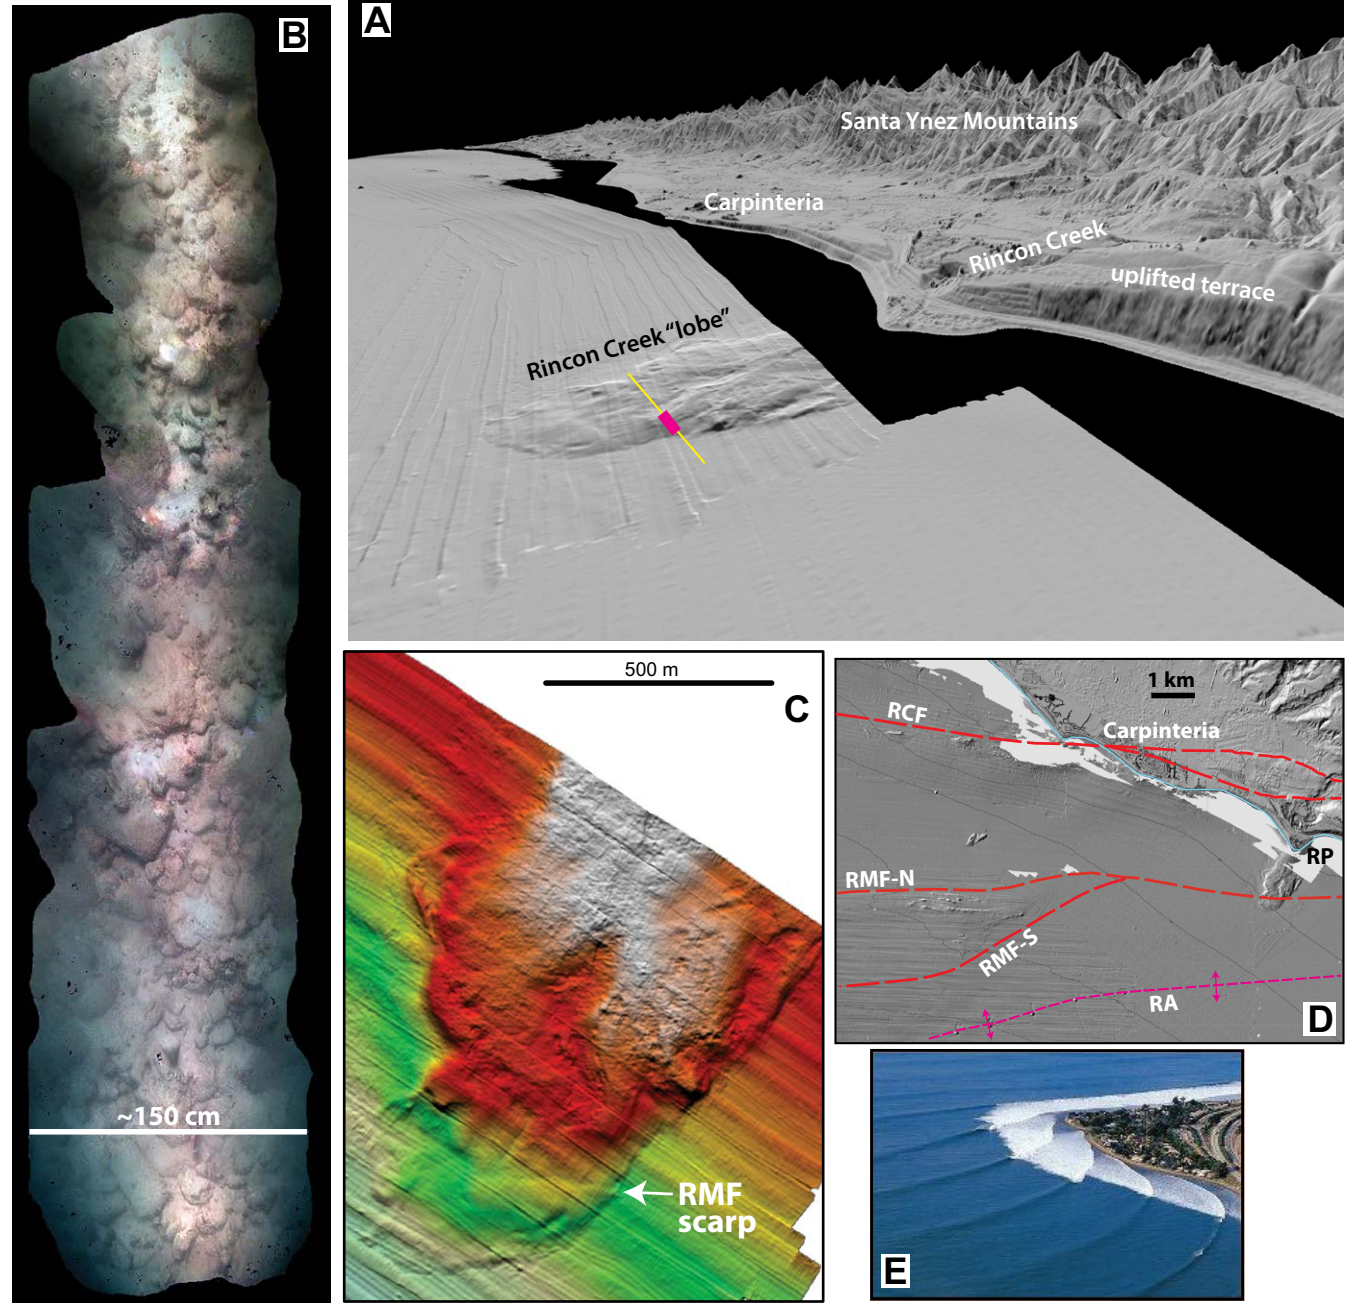 B
~150 cm
A
Santa Ynez Mountains
Carpinteria
Rincon Creek
uplifted terrace
Rincon Creek “lobe”
500 m
C
RMF
scarp
1 km
RCF
Carpinteria
RP
RMF-N
RMF-S
RA
D
E